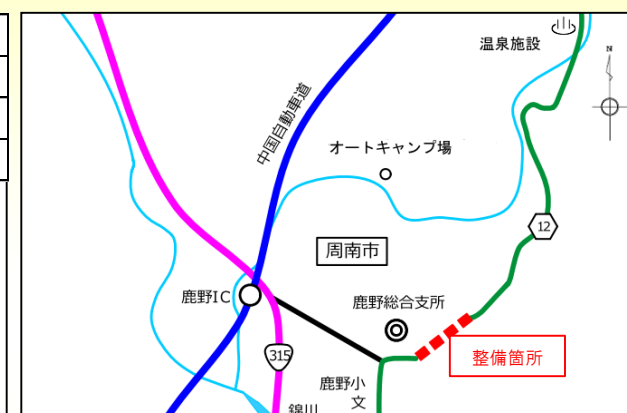 温泉施設
N
中国自動車道
オートキャンプ場
12
周南市
鹿野IC
鹿野総合支所
315
整備箇所
鹿野小
文
錦川